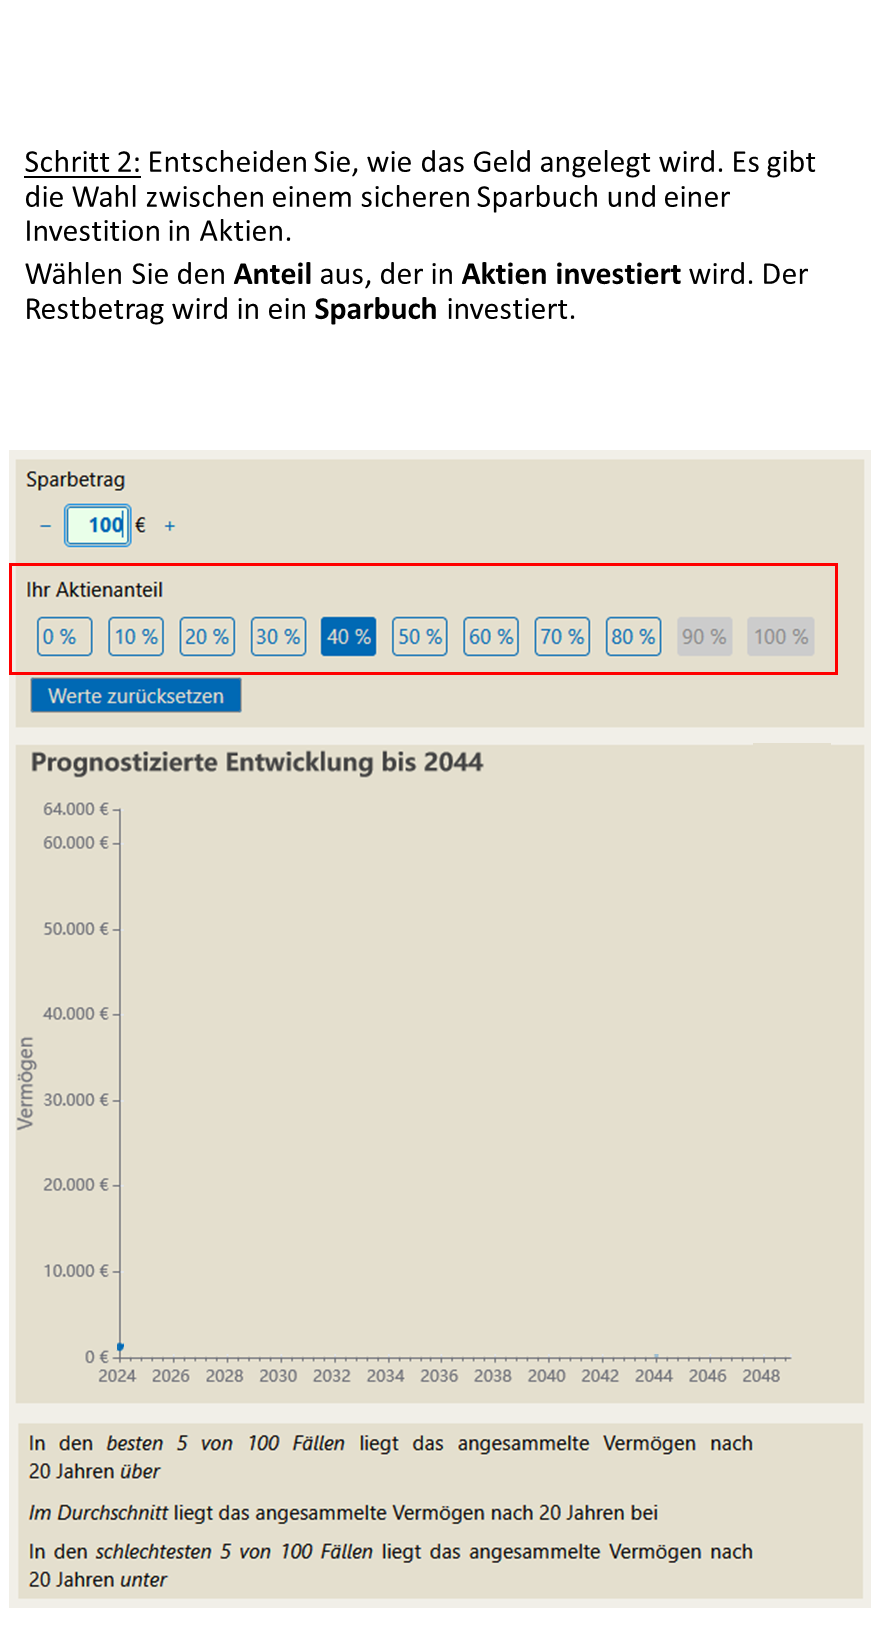 Schritt 2: Entscheiden Sie, wie das Geld angelegt wird. Es gibt
die Wahl zwischen einem sicheren Sparbuch und einer
Investition in Aktien.
Wählen Sie den Anteil aus, der in Aktien investiert wird. Der
Restbetrag wird in ein Sparbuch investiert.
Sparbetrag
− 100 € +
Ihr Aktienanteil
0 % 10 % 20 % 30 % 40 % 50 % 60 % 70 % 80 % 90 % 100 %
Werte zurücksetzen
Prognostizierte Entwicklung bis 2044
64.000 €
60.000 €
50.000 €
40.000 €
Vermögen
30.000 €
20.000 €
10.000 €
0 €
2024 2026 2028 2030 2032 2034 2036 2038 2040 2042 2044 2046 2048
In den besten 5 von 100 Fällen liegt das angesammelte Vermögen nach
20 Jahren über
Im Durchschnitt liegt das angesammelte Vermögen nach 20 Jahren bei
In den schlechtesten 5 von 100 Fällen liegt das angesammelte Vermögen nach
20 Jahren unter